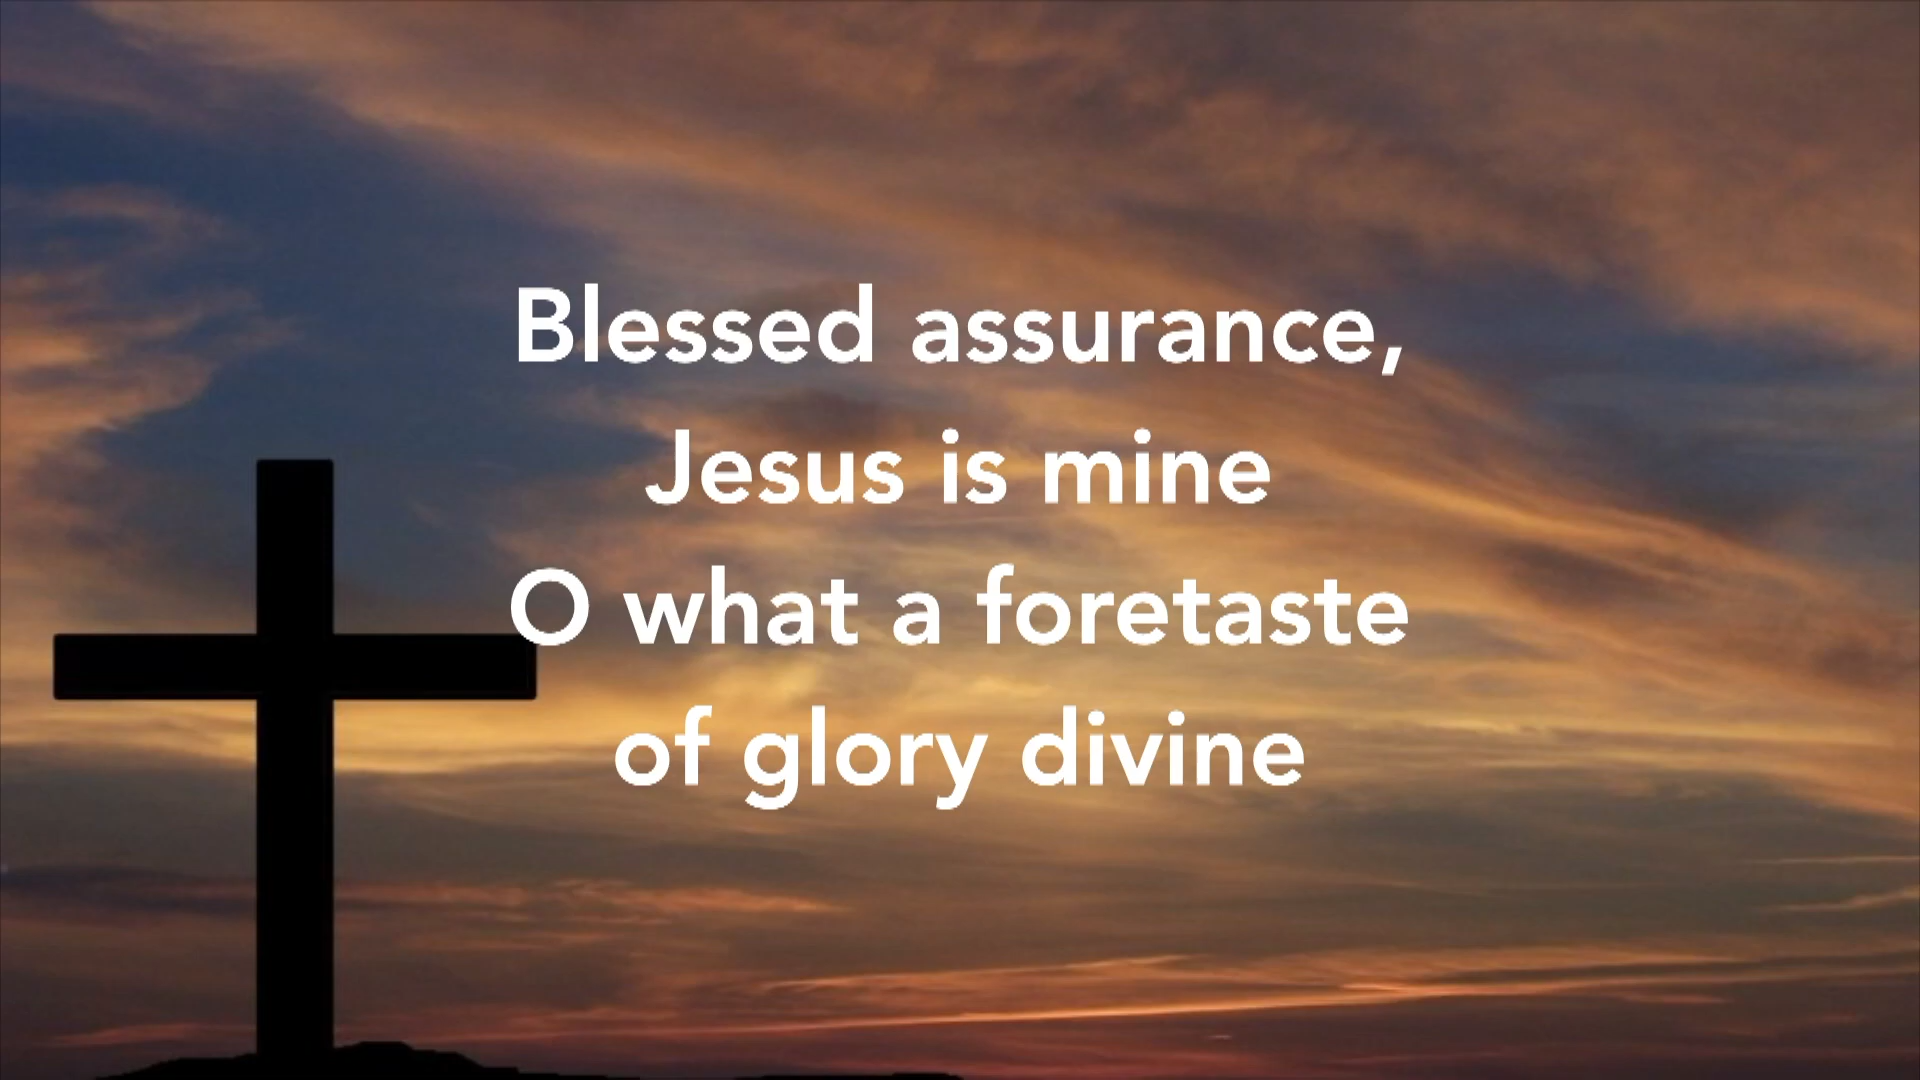 Blessed assurance,
Jesus is mine
O what a foretaste
of glory divine